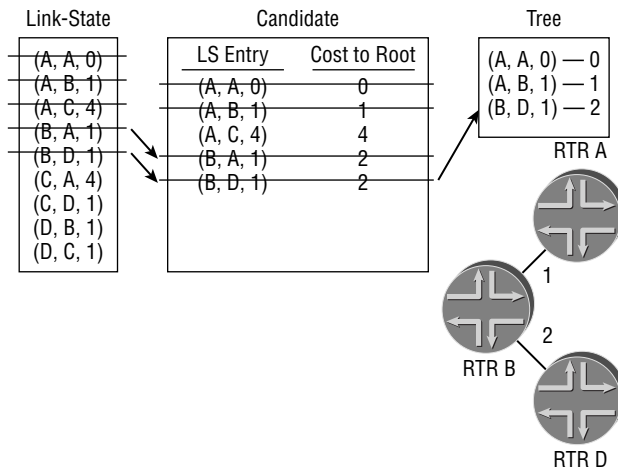 Link-State
(A, A, 0)
(A, B, 1)
(A, C, 4)
(B, A, 1)
(B, D, 1)
(C, A, 4)
(C, D, 1)
(D, B, 1)
(D, C, 1)
Candidate
LS Entry Cost to Root
(A, A, 0) 0
(A, B, 1) 1
(A, C, 4) 4
(B, A, 1) 2
(B, D, 1) 2
Tree
(A, A, 0) — 0
(A, B, 1) — 1
(B, D, 1) — 2
RTR A
1
RTR B
2
RTR D